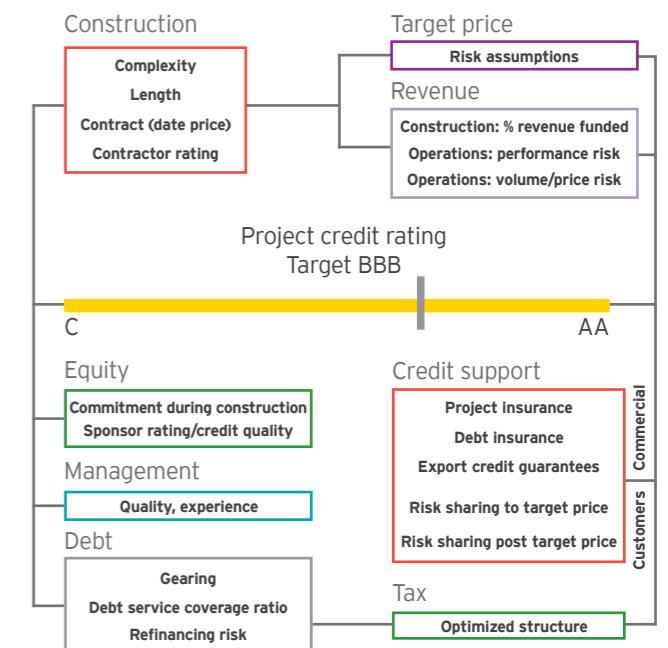 Construction
Complexity
Length
Contract (date price)
Contractor rating
Target price
Risk assumptions
Revenue
Construction: % revenue funded
Operations: performance risk
Operations: volume/price risk
Project credit rating
Target BBB
C
AA
Equity
Commitment during construction
Sponsor rating/credit quality
Management
Quality, experience
Debt
Gearing
Debt service coverage ratio
Refinancing risk
Credit support
Project insurance
Debt insurance
Export credit guarantees
Risk sharing to target price
Risk sharing post target price
Commercial
Customers
Tax
Optimized structure